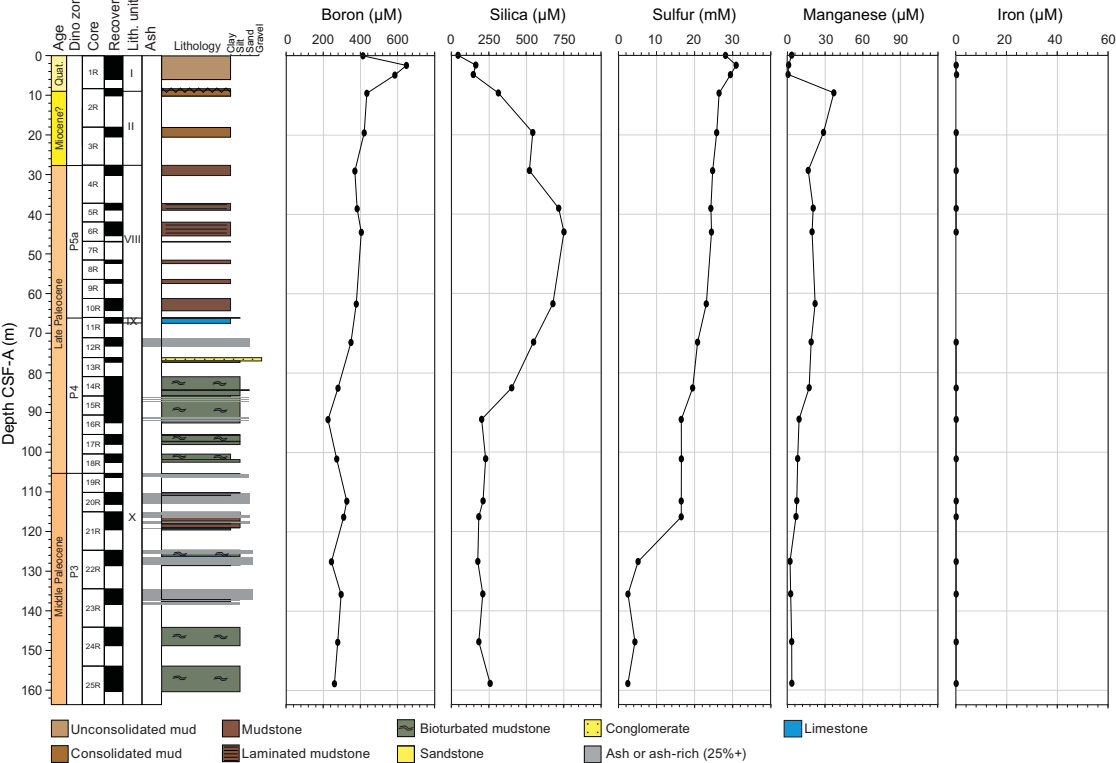 Age
Dino zon
Core
Recover
Lith. unit
Ash
Lithology
Clay
Silt
Sand
Gravel
Boron (µM)
Silica (µM)
Sulfur (mM)
Manganese (µM)
Iron (µM)
0 200 400 600
0 250 500 750
0 10 20 30
0 30 60 90
0 20 40 60
Depth CSF-A (m)
0
10
20
30
40
50
60
70
80
90
100
110
120
130
140
150
160
Quat.
Miocene?
Late Paleocene
Middle Paleocene
P5a
P4
P3
1R
2R
3R
4R
5R
6R
7R
8R
9R
10R
11R
12R
13R
14R
15R
16R
17R
18R
19R
20R
21R
22R
23R
24R
25R
I
II
VIII
IX
X
Unconsolidated mud
Mudstone
Bioturbated mudstone
Conglomerate
Limestone
Consolidated mud
Laminated mudstone
Sandstone
Ash or ash-rich (25%+)